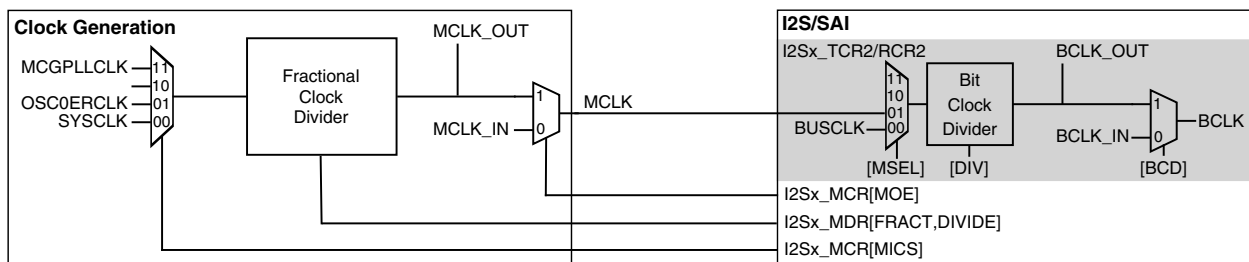 Clock Generation
MCGPLLCLK
11
10
OSC0ERCLK
01
SYSCLK
00
Fractional
Clock
Divider
MCLK_OUT
MCLK_IN
1
0
MCLK
I2S/SAI
I2Sx_TCR2/RCR2
11
10
01
BUSCLK
00
[MSEL]
Bit
Clock
Divider
[DIV]
BCLK_OUT
BCLK_IN
1
0
BCLK
[BCD]
I2Sx_MCR[MOE]
I2Sx_MDR[FRACT,DIVIDE]
I2Sx_MCR[MICS]